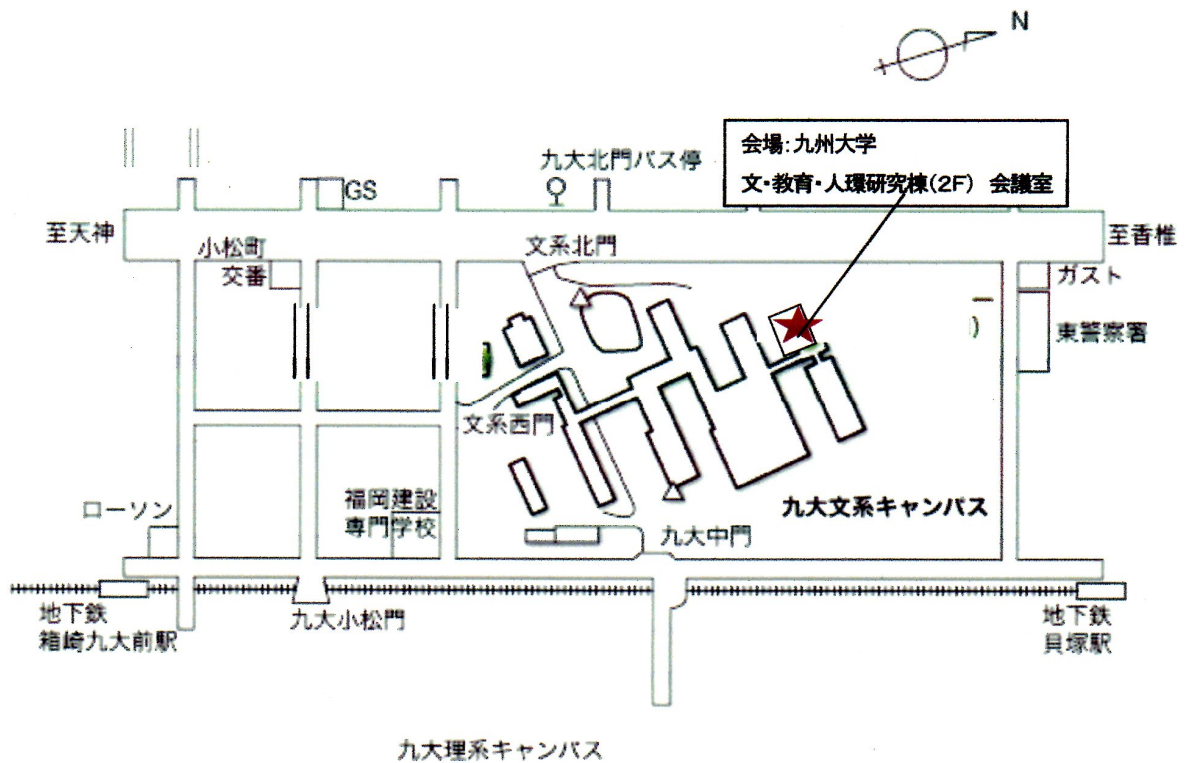 N
会場:九州大学
文・教育・人環研究棟(2F) 会議室
九大北門バス停
GS
至天神
至香椎
小松町
交番
文系北門
ガスト
東警察署
文系西門
ローソン
福岡建設
専門学校
九大文系キャンパス
九大中門
地下鉄
箱崎九大前駅
九大小松門
地下鉄
貝塚駅
九大理系キャンパス